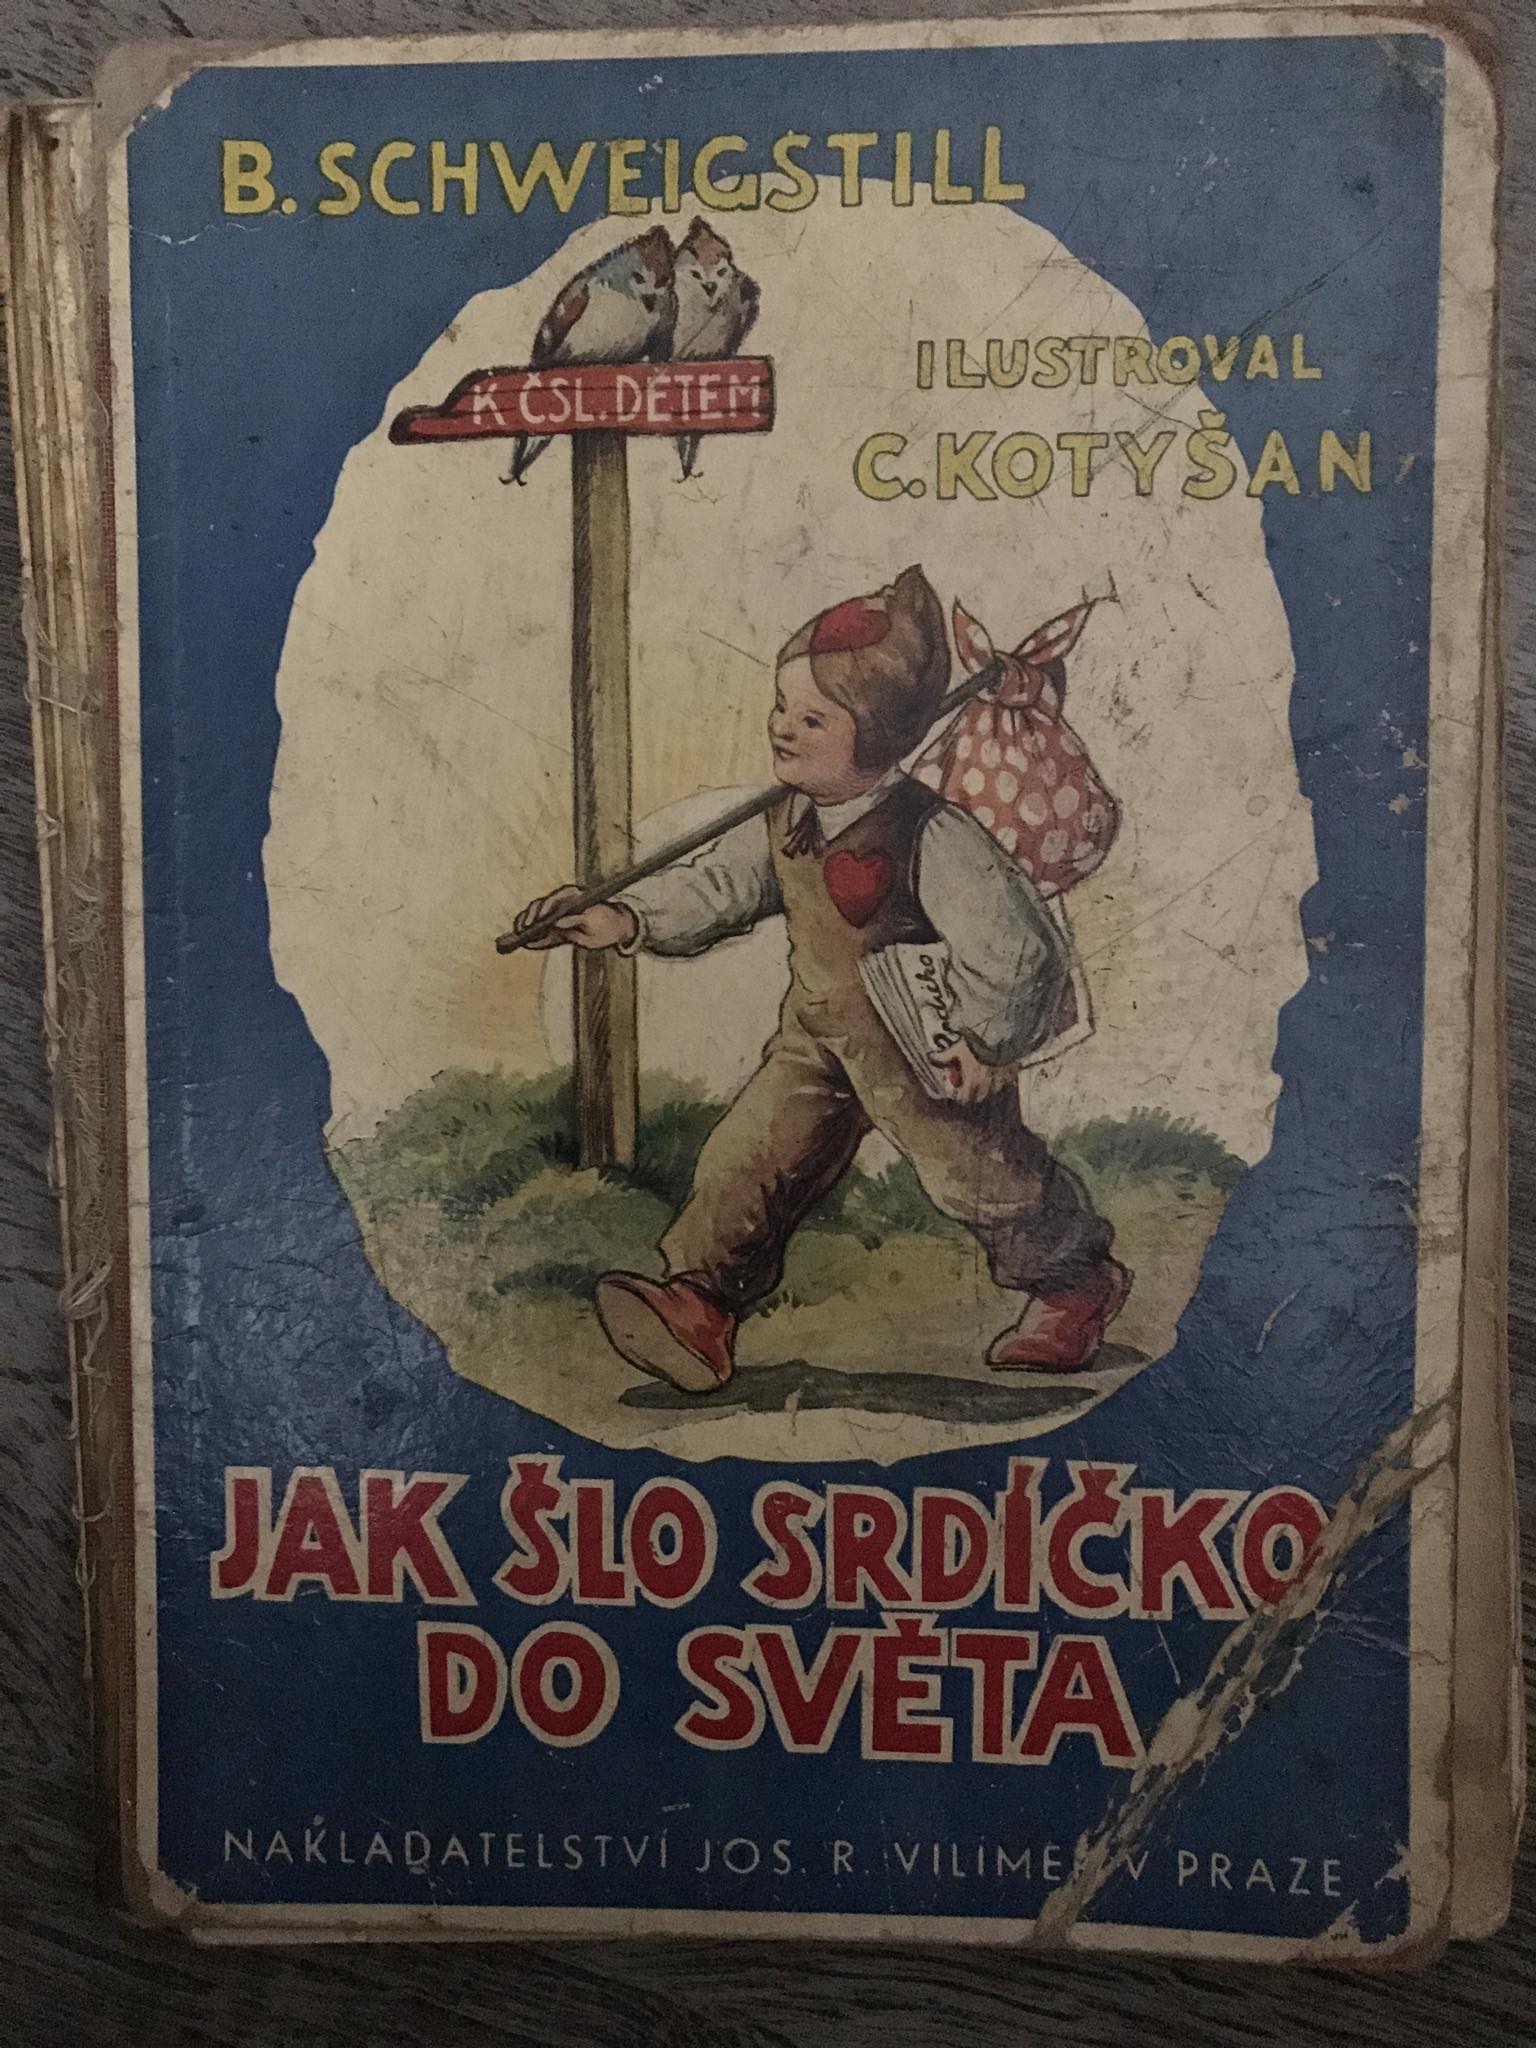 B. SCHWEIGSTILL
K ČSL. DĚTEM
ILUSTROVAL
C. KOTYŠAN
JAK ŠLO SRDÍČKO
DO SVĚTA
NAKLADATELSTVÍ JOS. R. VILÍMEK V PRAZE